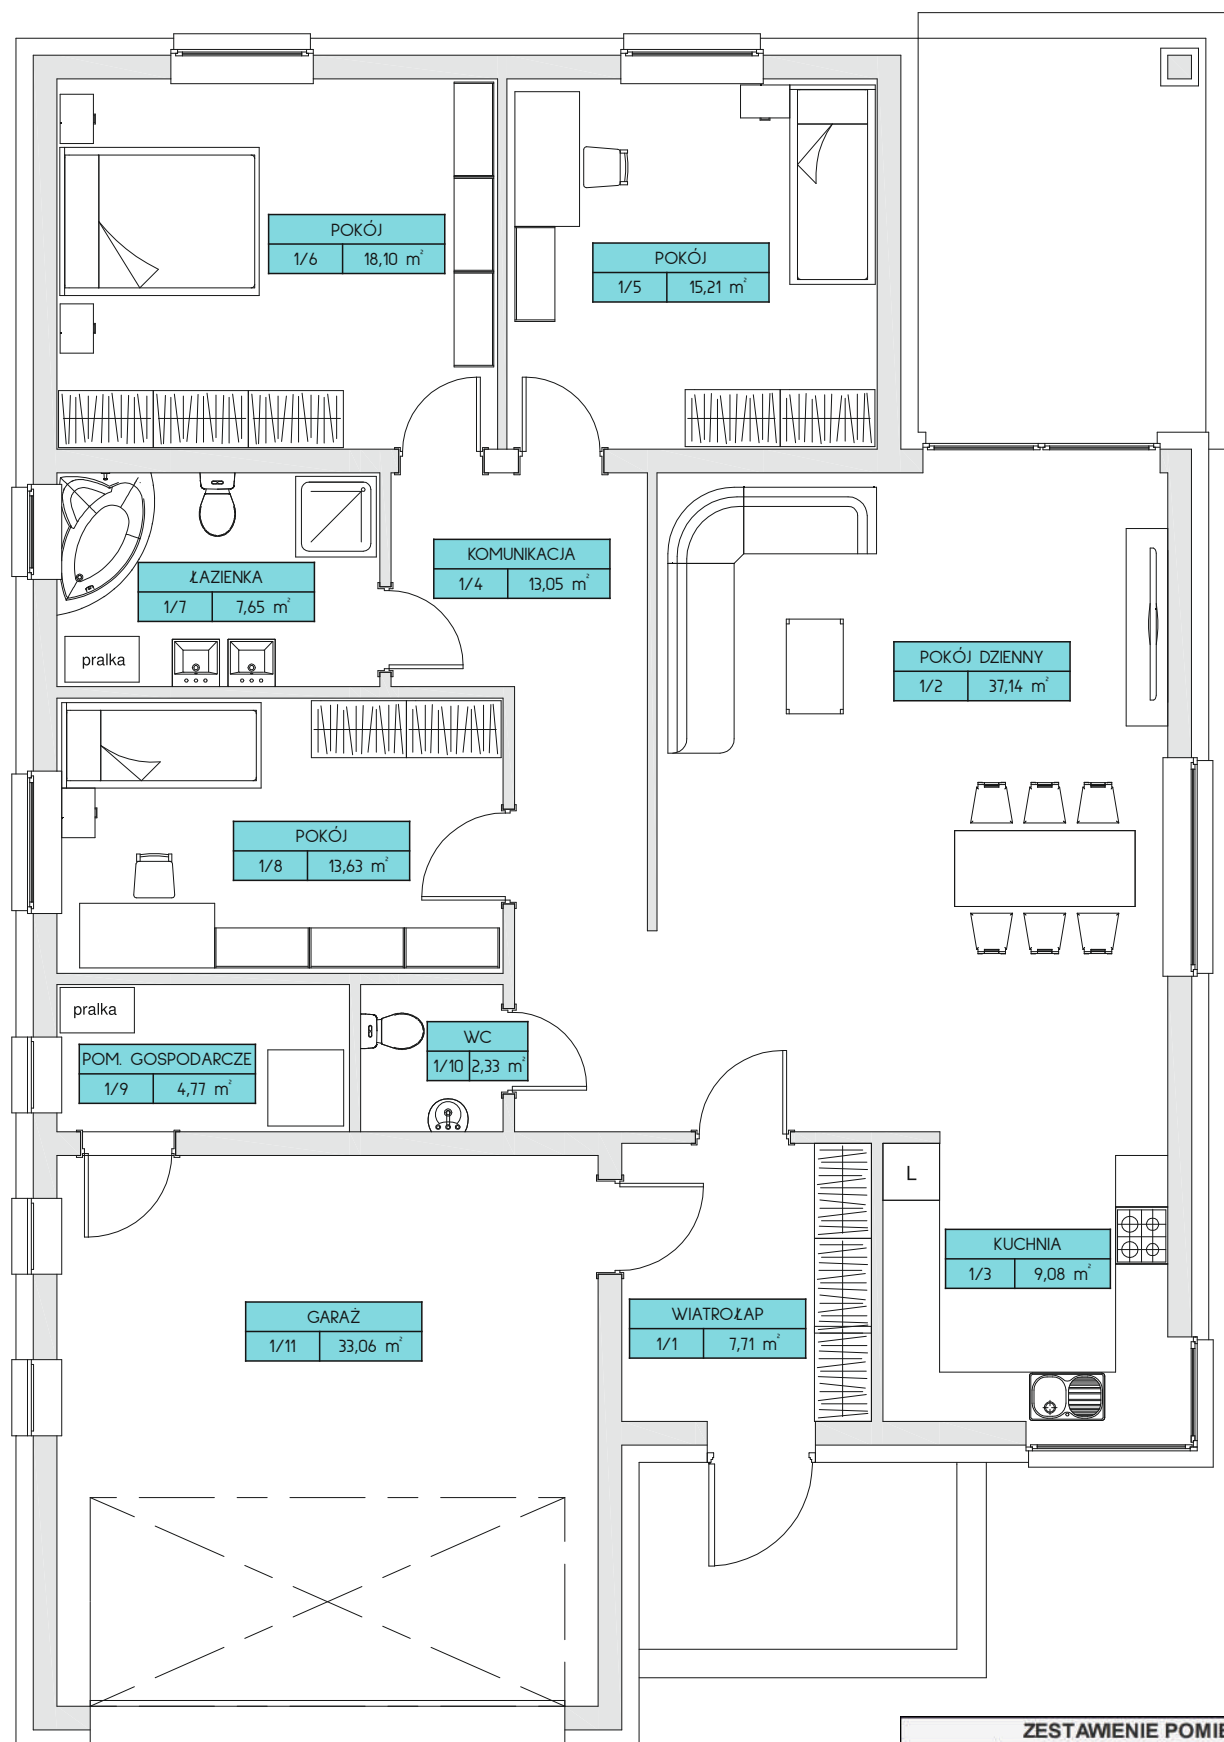 POKÓJ
1/6 18,10 m²
POKÓJ
1/5 15,21 m²
KOMUNIKACJA
1/4 13,05 m²
ŁAZIENKA
1/7 7,65 m²
pralka
POKÓJ DZIENNY
1/2 37,14 m²
POKÓJ
1/8 13,63 m²
pralka
WC
1/10 2,33 m²
POM. GOSPODARCZE
1/9 4,77 m²
L
KUCHNIA
1/3 9,08 m²
GARAŻ
1/11 33,06 m²
WIATROŁAP
1/1 7,71 m²
ZESTAWIENIE POMIE